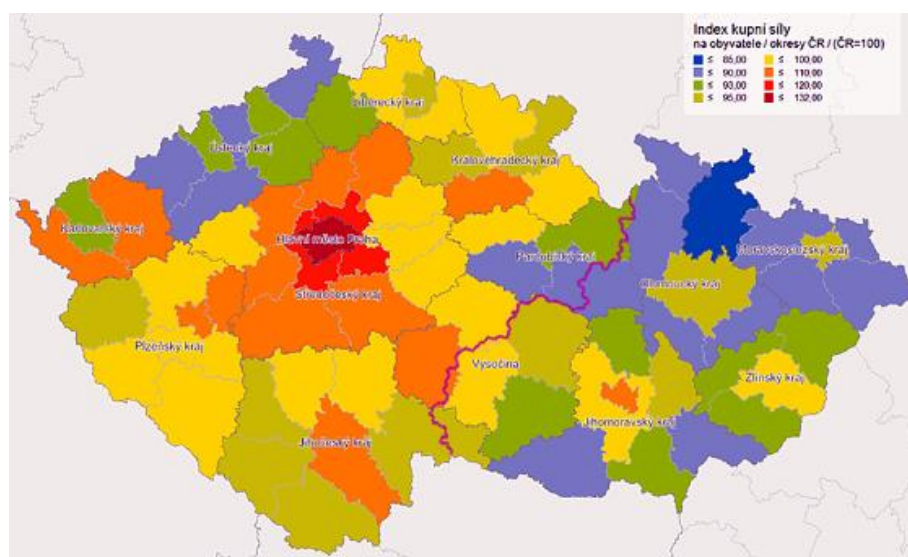 Index kupní síly
na obyvatele / okresy ČR / (ČR=100)
≤ 85,00
≤ 100,00
≤ 90,00
≤ 110,00
≤ 93,00
≤ 120,00
≤ 95,00
≤ 132,00
Liberecký kraj
Ústecký kraj
Královéhradecký kraj
Karlovarský kraj
Hlavní město Praha
Pardubický kraj
Moravskoslezský kraj
Olomoucký kraj
Středočeský kraj
Plzeňský kraj
Vysočina
Zlínský kraj
Jihomoravský kraj
Jihočeský kraj